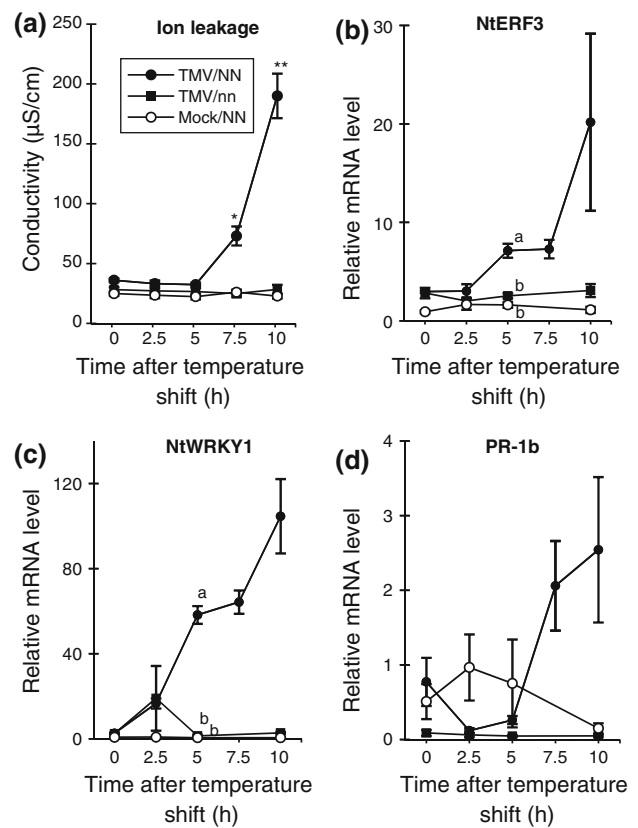 (a)
Ion leakage
250
200
150
100
50
0
Conductivity (µS/cm)
TMV/NN
TMV/nn
Mock/NN
**
*
0 2.5 5 7.5 10
Time after temperature
shift (h)
(b)
NtERF3
30
20
10
0
Relative mRNA level
a
b
b
0 2.5 5 7.5 10
Time after temperature
shift (h)
(c)
NtWRKY1
120
80
60
40
0
Relative mRNA level
a
b
b
0 2.5 5 7.5 10
Time after temperature
shift (h)
(d)
PR-1b
4
3
2
1
0
Relative mRNA level
0 2.5 5 7.5 10
Time after temperature
shift (h)